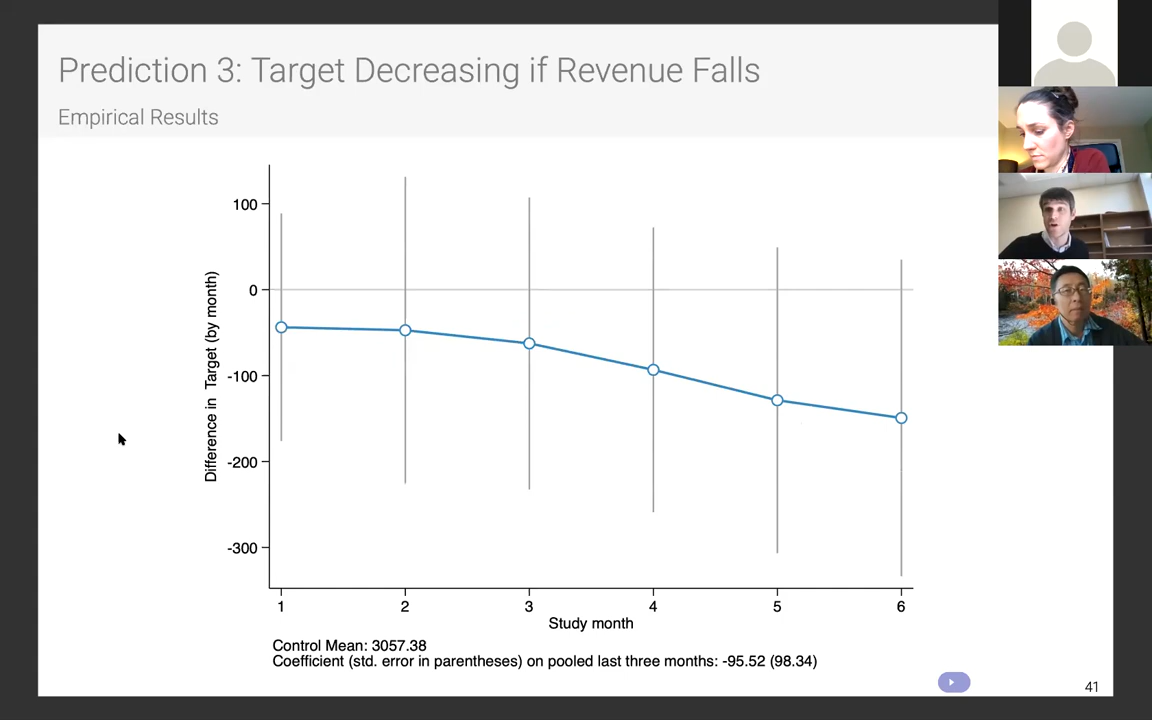 Prediction 3: Target Decreasing if Revenue Falls
Empirical Results
Difference in Target (by month)
100
0
-100
-200
-300
1 2 3 4 5 6
Study month
Control Mean: 3057.38
Coefficient (std. error in parentheses) on pooled last three months: -95.52 (98.34)
41